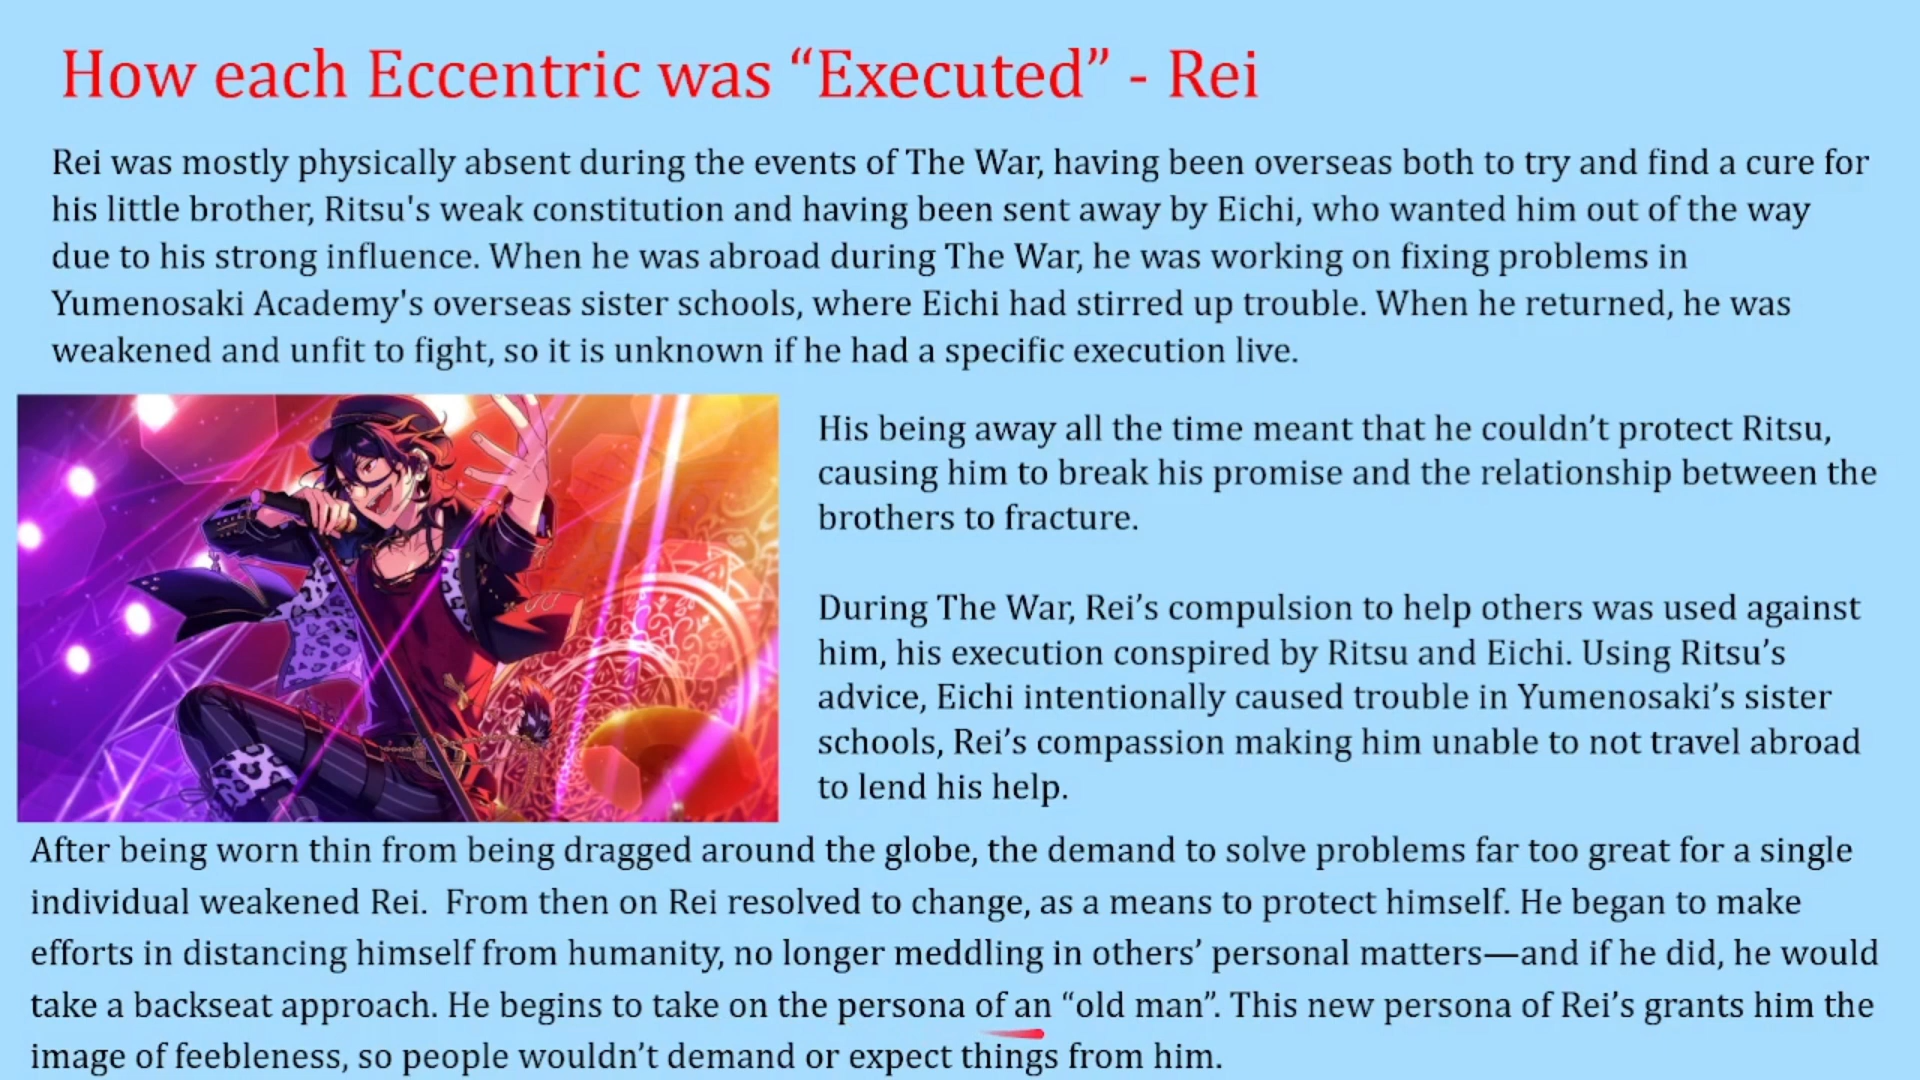 How each Eccentric was “Executed” - Rei
Rei was mostly physically absent during the events of The War, having been overseas both to try and find a cure for
his little brother, Ritsu's weak constitution and having been sent away by Eichi, who wanted him out of the way
due to his strong influence. When he was abroad during The War, he was working on fixing problems in
Yumenosaki Academy's overseas sister schools, where Eichi had stirred up trouble. When he returned, he was
weakened and unfit to fight, so it is unknown if he had a specific execution live.
His being away all the time meant that he couldn’t protect Ritsu,
causing him to break his promise and the relationship between the
brothers to fracture.
During The War, Rei’s compulsion to help others was used against
him, his execution conspired by Ritsu and Eichi. Using Ritsu’s
advice, Eichi intentionally caused trouble in Yumenosaki’s sister
schools, Rei’s compassion making him unable to not travel abroad
to lend his help.
After being worn thin from being dragged around the globe, the demand to solve problems far too great for a single
individual weakened Rei.  From then on Rei resolved to change, as a means to protect himself. He began to make
efforts in distancing himself from humanity, no longer meddling in others’ personal matters—and if he did, he would
take a backseat approach. He begins to take on the persona of an “old man”. This new persona of Rei’s grants him the
image of feebleness, so people wouldn’t demand or expect things from him.